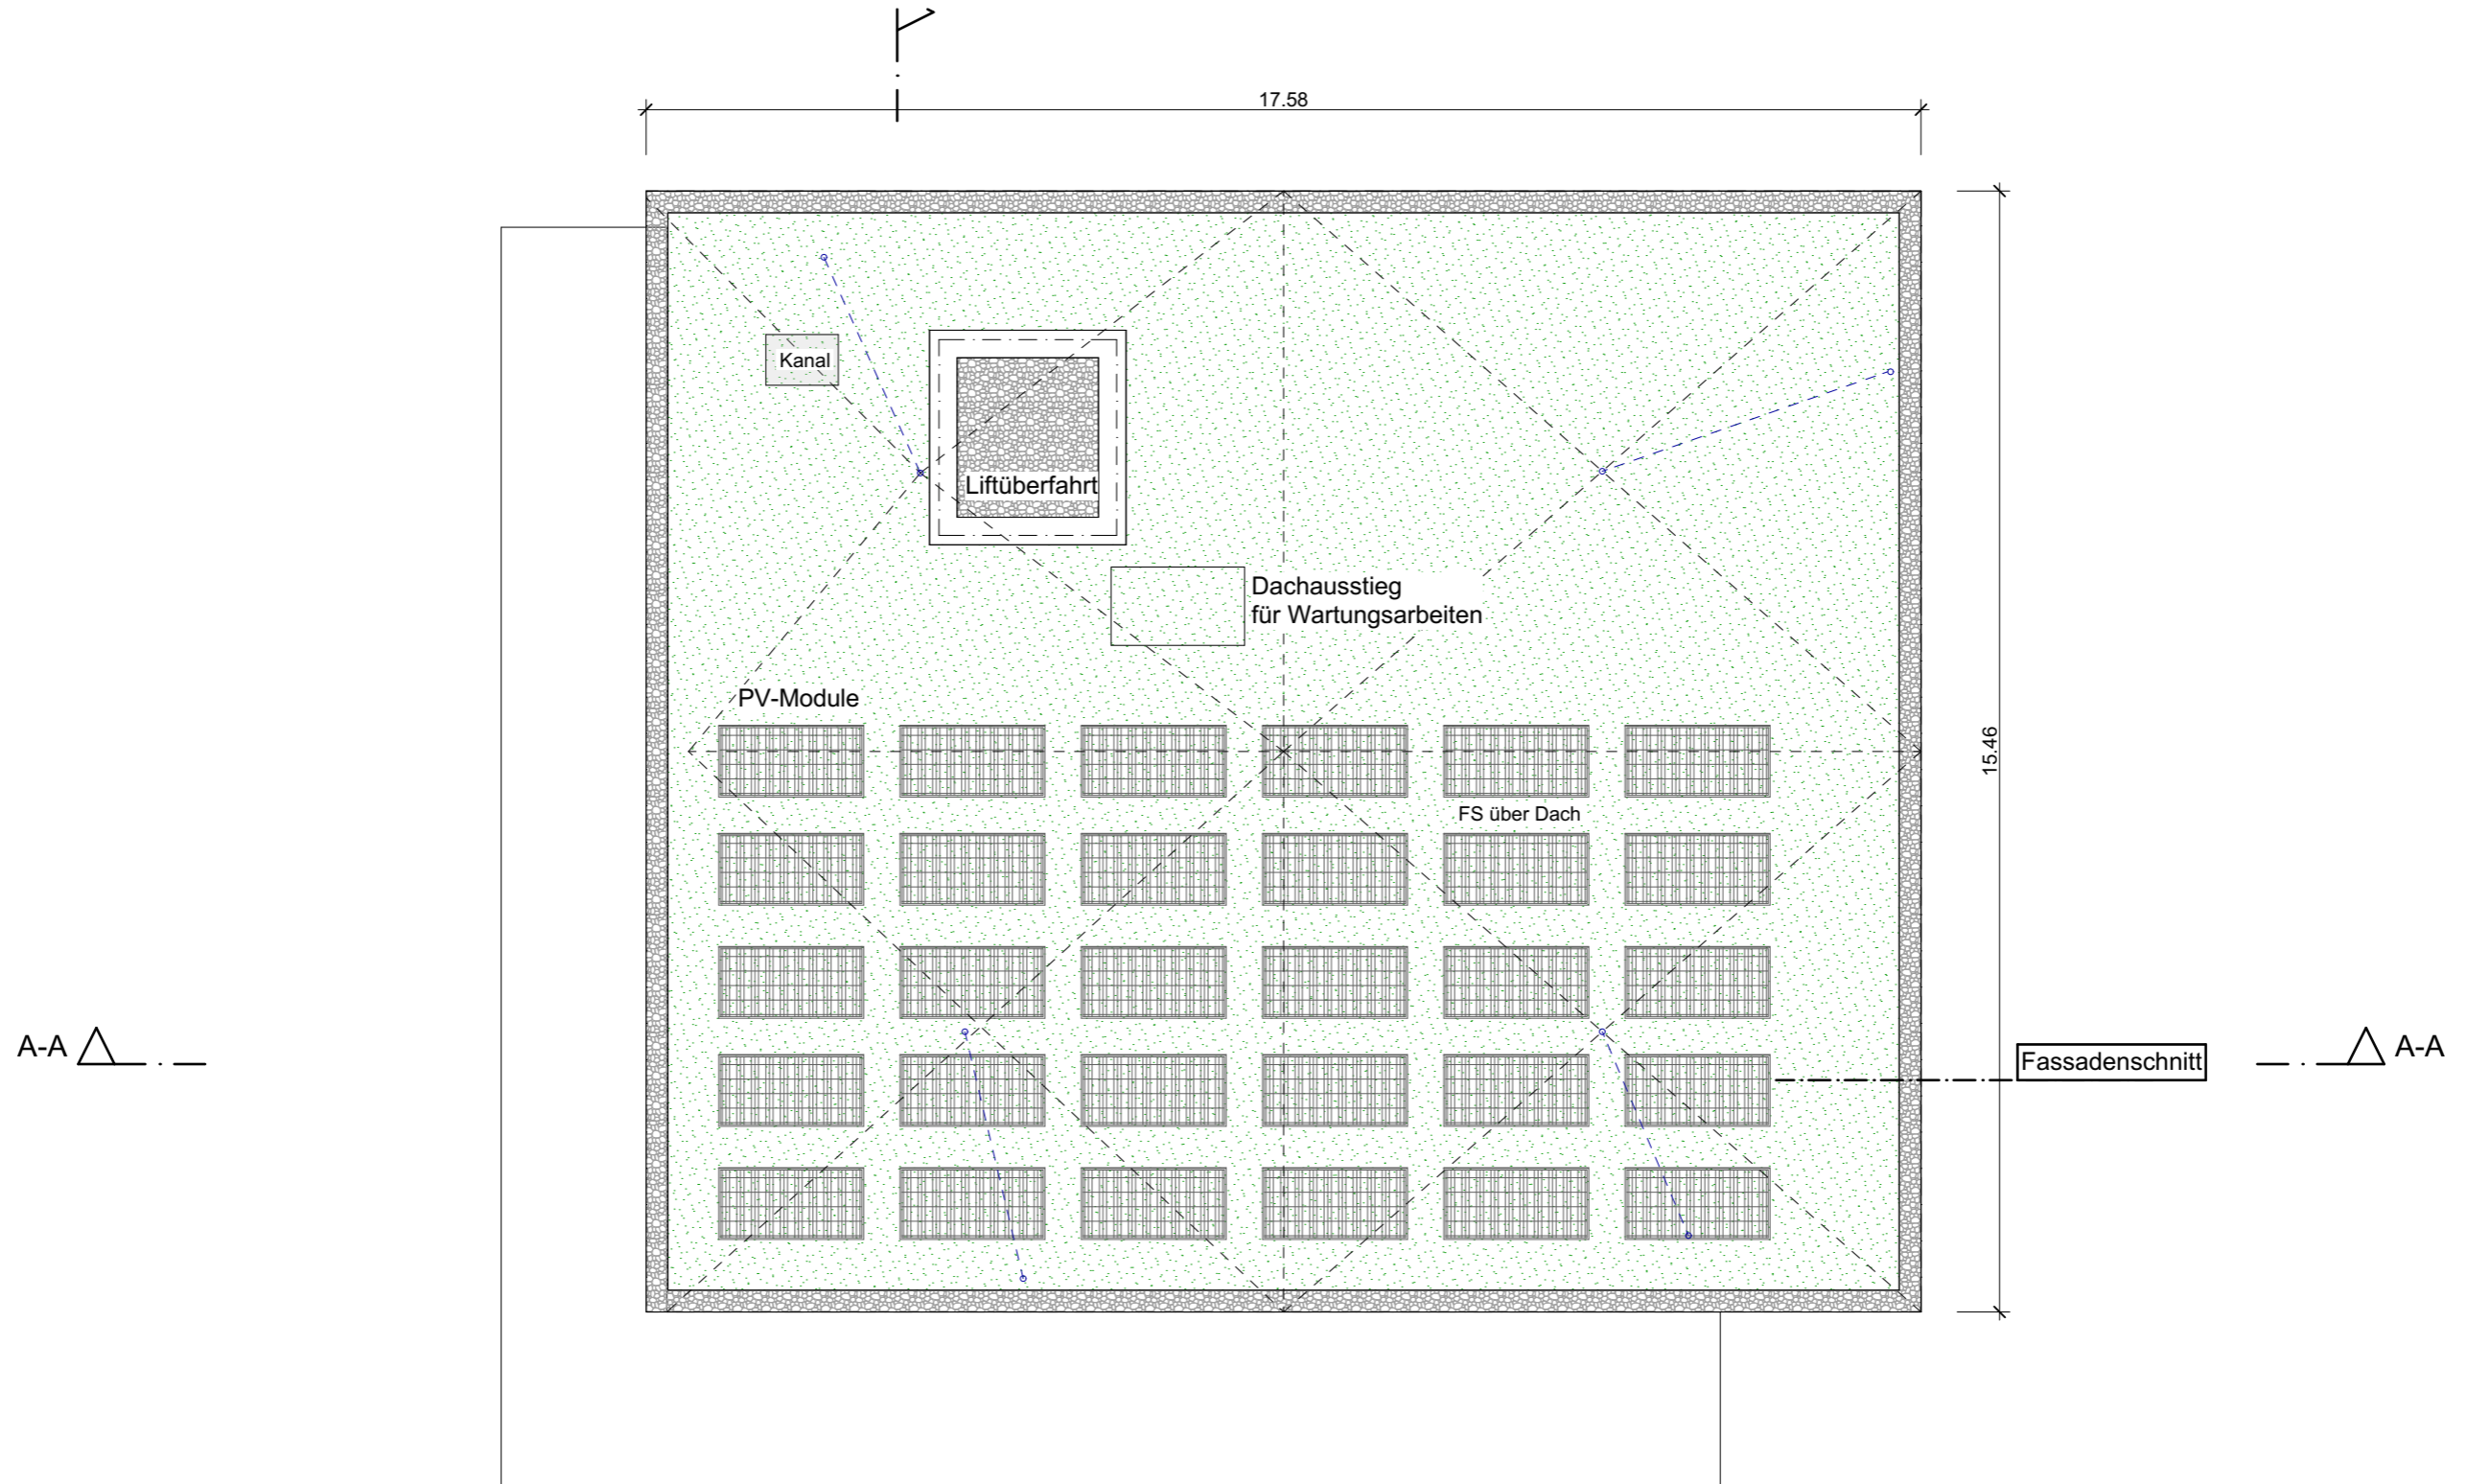 17.58
Kanal
Liftüberfahrt
Dachausstieg
für Wartungsarbeiten
PV-Module
15.46
FS über Dach
A-A
Fassadenschnitt
A-A